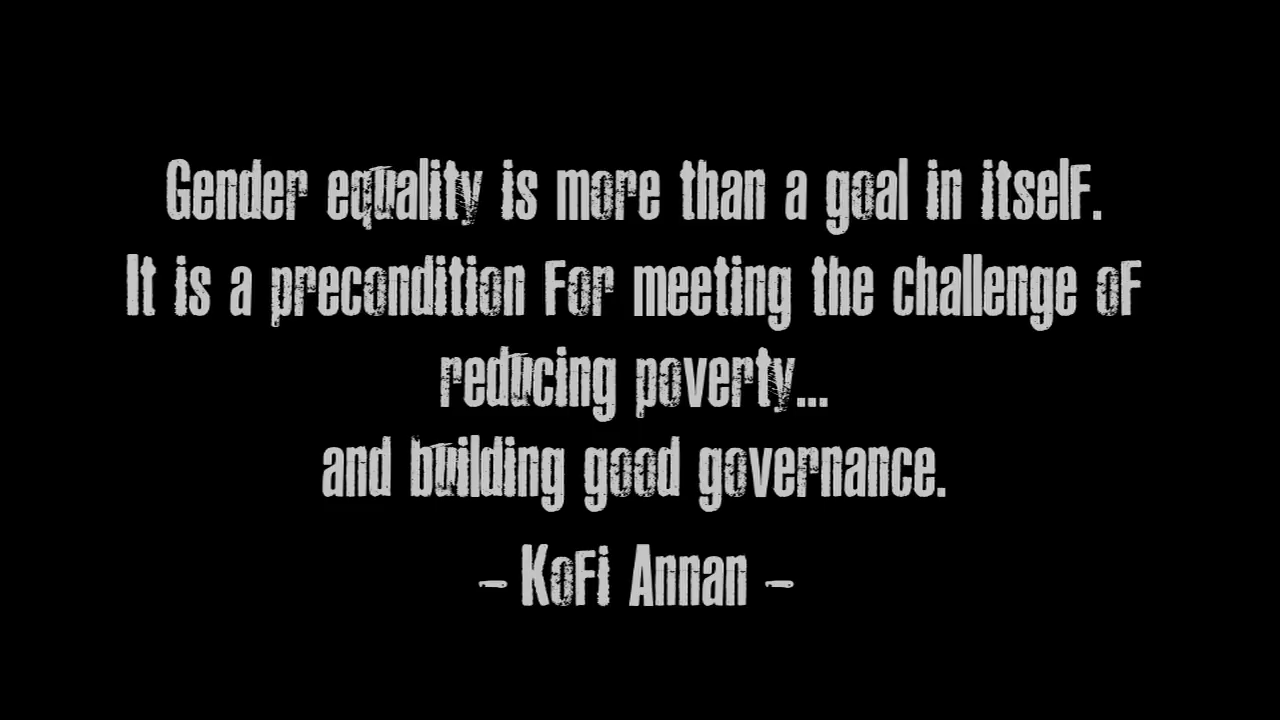 Gender equality is more than a goal in itself.
It is a precondition for meeting the challenge of
reducing poverty...
and building good governance.
- Kofi Annan -